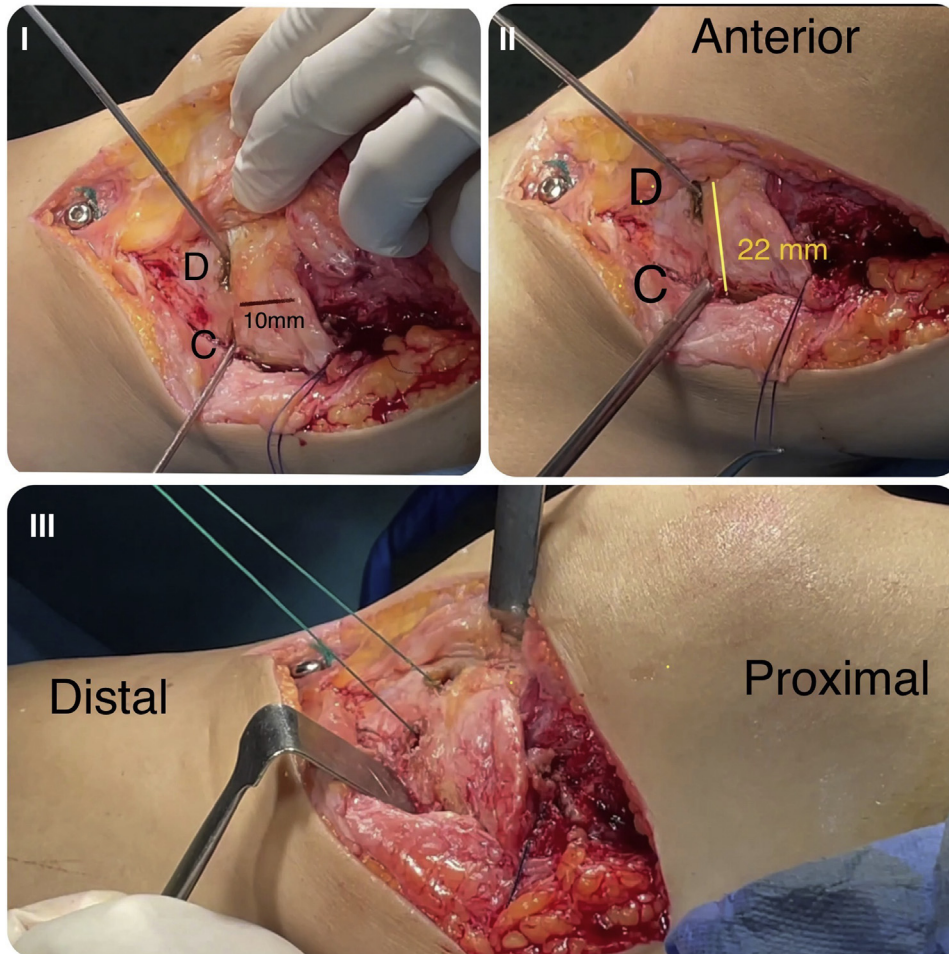 I
D
10mm
C
II
Anterior
D
22 mm
C
III
Distal
Proximal